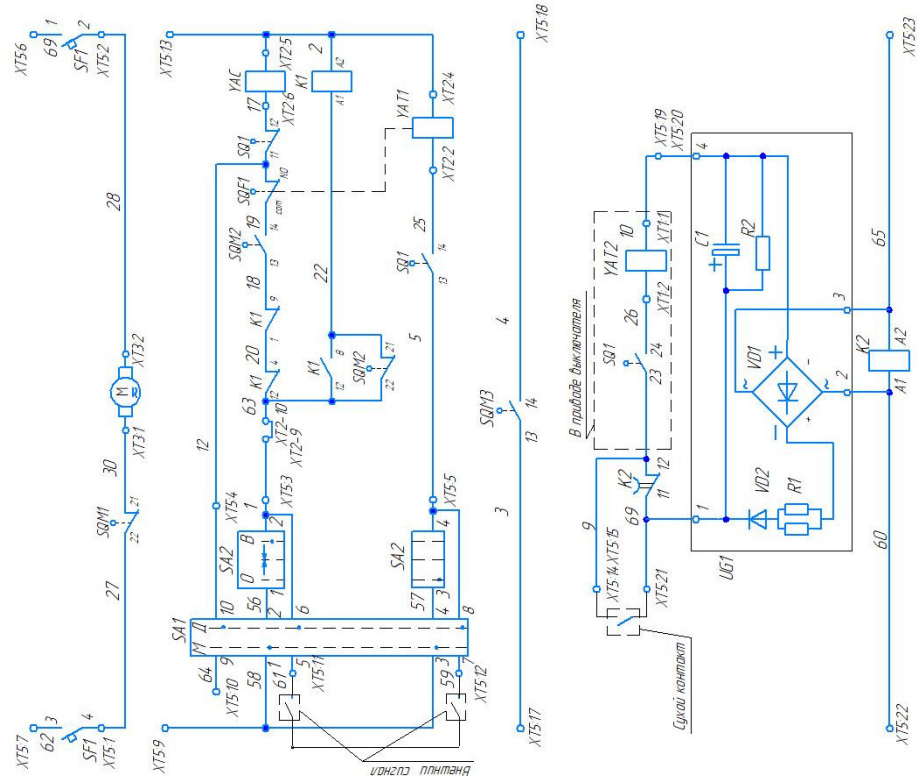 XT5:6
1
69
2
SF1
XT5:2
28
XT3:2
M
XT3:1
30
SQM1
21
22
27
XT5:7
3
62
4
SF1
XT5:1
XT5:13
YAC
XT2:5
17
XT2:6
SQ1
12
11
SQF1
NO
com
SQM2
19
14
13
18
K1
9
1
20
K1
4
12
63
XT2-10
XT2-9
XT5:3
1
2
SA2
О В
1
56
2
12
XT5:4
10
2
K1
A1
A2
22
K1
8
12
SQM2
21
22
YAT1
XT2:4
XT2:2
25
SQ1
14
13
5
XT5:5
4
SA2
3
57
4
8
6
SA1
М Д
9
64
XT5:10
58
1
61
5
XT5:11
3
59
7
XT5:12
XT5:9
Внешний сигнал
XT5:18
4
SQM3
14
13
3
XT5:17
В приводе выключателя
XT5:19
XT5:20
YAT2
10
XT1:1
XT1:2
26
SQ1
24
23
K2
12
11
69
9
XT5:14
XT5:15
XT5:21
Сухой контакт
4
C1
+
R2
VD1
~
+
-
~
+
3
2
1
VD2
R1
UG1
XT5:23
65
K2
A2
A1
60
XT5:22